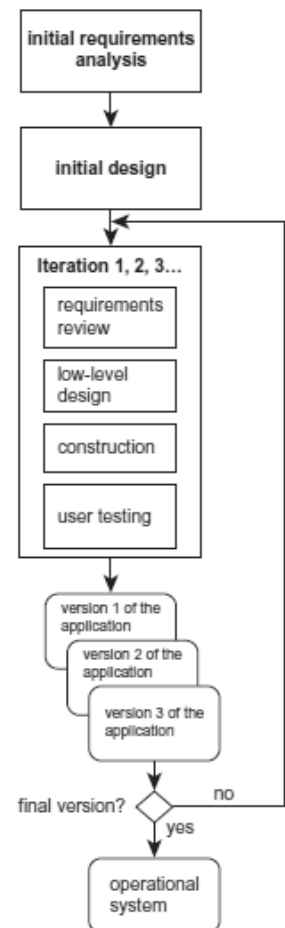 initial requirements
analysis
initial design
Iteration 1, 2, 3...
requirements
review
low-level
design
construction
user testing
version 1 of the
application
version 2 of the
application
version 3 of the
application
final version?
no
yes
operational
system